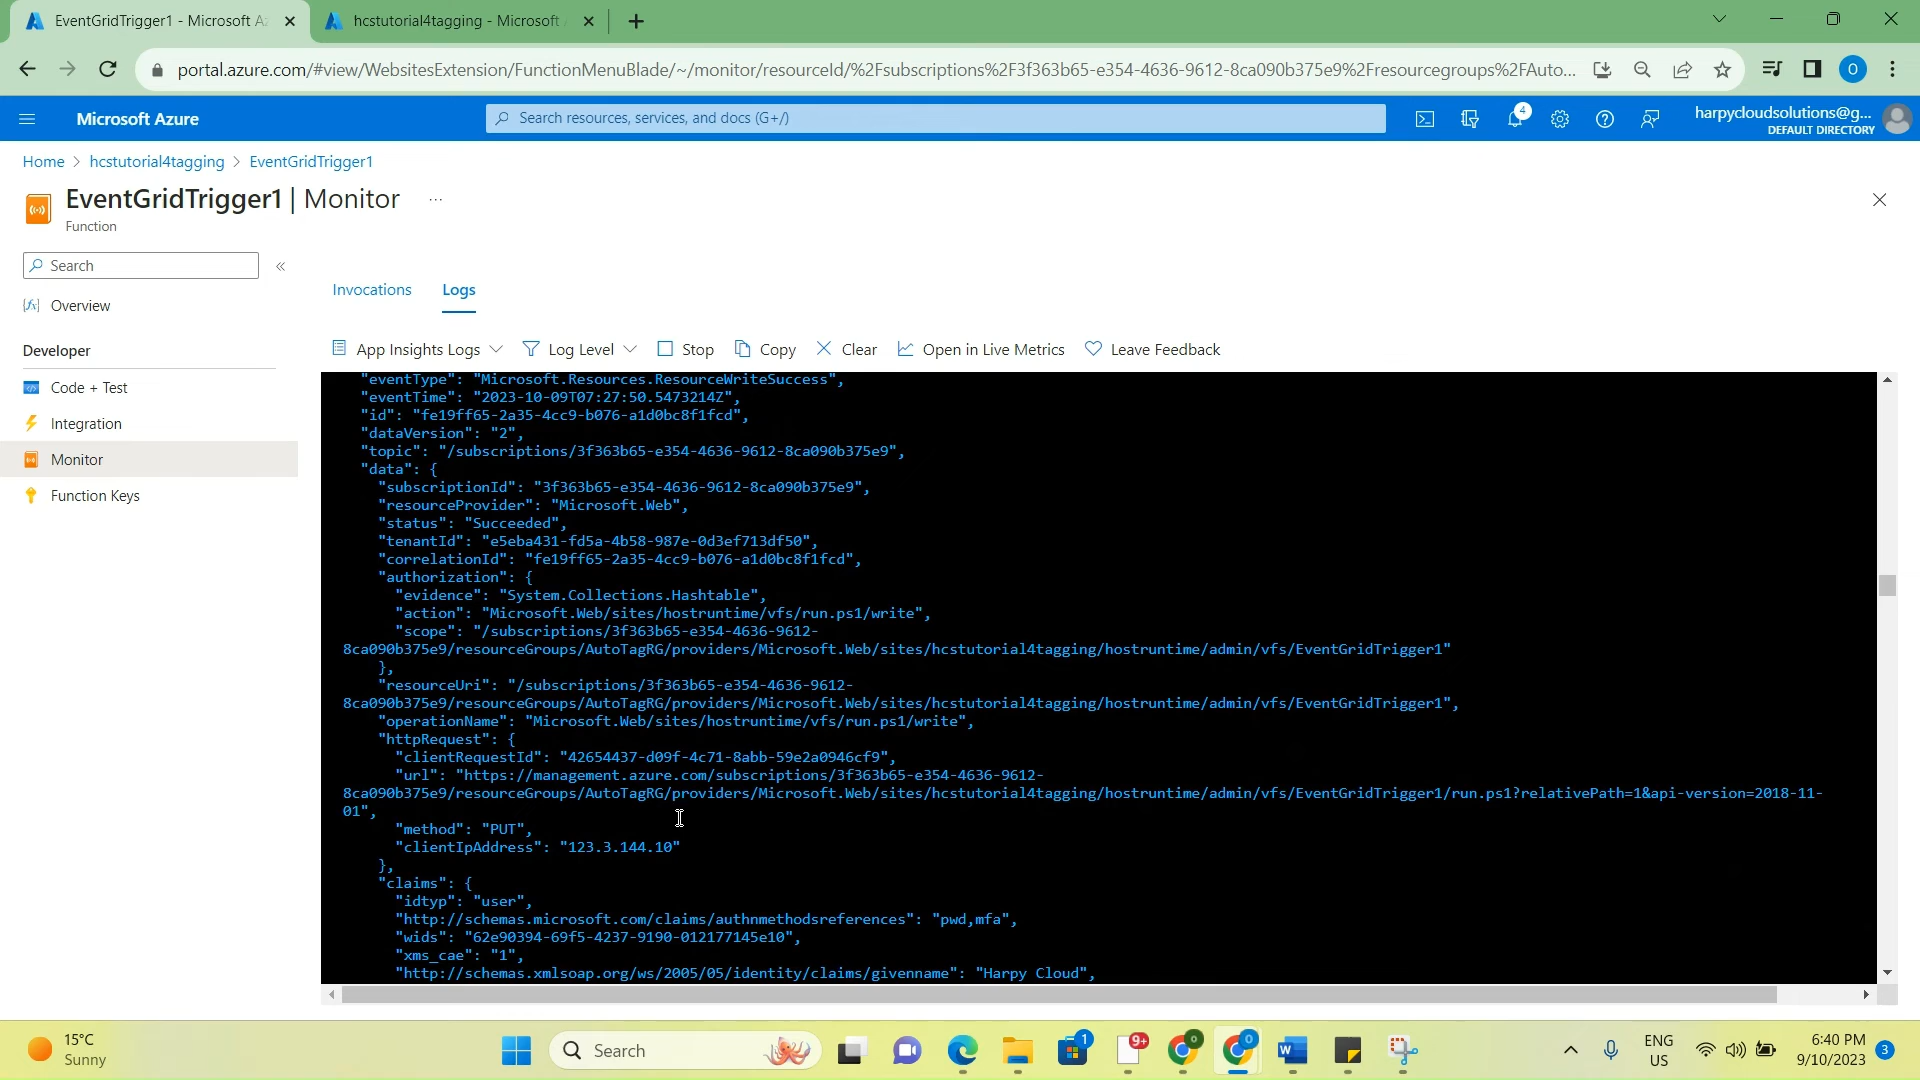 EventGridTrigger1 - Microsoft Az
hcstutorial4tagging - Microsoft
portal.azure.com/#view/WebsitesExtension/FunctionMenuBlade/~/monitor/resourceId/%2Fsubscriptions%2F3f363b65-e354-4636-9612-8ca090b375e9%2Fresourcegroups%2FAuto...
O
Microsoft Azure
Search resources, services, and docs (G+/)
4
harpycloudsolutions@g...
DEFAULT DIRECTORY
Home > hcstutorial4tagging > EventGridTrigger1
EventGridTrigger1 | Monitor ...
Function
Search
«
Overview
Developer
Code + Test
Integration
Monitor
Function Keys
Invocations
Logs
App Insights Logs
Log Level
Stop
Copy
Clear
Open in Live Metrics
Leave Feedback
"eventType": "Microsoft.Resources.ResourceWriteSuccess",
"eventTime": "2023-10-09T07:27:50.5473214Z",
"id": "fe19ff65-2a35-4cc9-b076-a1d0bc8f1fcd",
"dataVersion": "2",
"topic": "/subscriptions/3f363b65-e354-4636-9612-8ca090b375e9",
"data": {
"subscriptionId": "3f363b65-e354-4636-9612-8ca090b375e9",
"resourceProvider": "Microsoft.Web",
"status": "Succeeded",
"tenantId": "e5eba431-fd5a-4b58-987e-0d3ef713df50",
"correlationId": "fe19ff65-2a35-4cc9-b076-a1d0bc8f1fcd",
"authorization": {
"evidence": "System.Collections.Hashtable",
"action": "Microsoft.Web/sites/hostruntime/vfs/run.ps1/write",
"scope": "/subscriptions/3f363b65-e354-4636-9612-
8ca090b375e9/resourceGroups/AutoTagRG/providers/Microsoft.Web/sites/hcstutorial4tagging/hostruntime/admin/vfs/EventGridTrigger1"
},
"resourceUri": "/subscriptions/3f363b65-e354-4636-9612-
8ca090b375e9/resourceGroups/AutoTagRG/providers/Microsoft.Web/sites/hcstutorial4tagging/hostruntime/admin/vfs/EventGridTrigger1",
"operationName": "Microsoft.Web/sites/hostruntime/vfs/run.ps1/write",
"httpRequest": {
"clientRequestId": "42654437-d09f-4c71-8abb-59e2a0946cf9",
"url": "https://management.azure.com/subscriptions/3f363b65-e354-4636-9612-
8ca090b375e9/resourceGroups/AutoTagRG/providers/Microsoft.Web/sites/hcstutorial4tagging/hostruntime/admin/vfs/EventGridTrigger1/run.ps1?relativePath=1&api-version=2018-11-
01",
"method": "PUT",
"clientIpAddress": "123.3.144.10"
},
"claims": {
"idtyp": "user",
"http://schemas.microsoft.com/claims/authnmethodsreferences": "pwd,mfa",
"wids": "62e90394-69f5-4237-9190-012177145e10",
"xms_cae": "1",
"http://schemas.xmlsoap.org/ws/2005/05/identity/claims/givenname": "Harpy Cloud",
15°C
Sunny
Search
1
9+
ENG
US
6:40 PM
9/10/2023
3